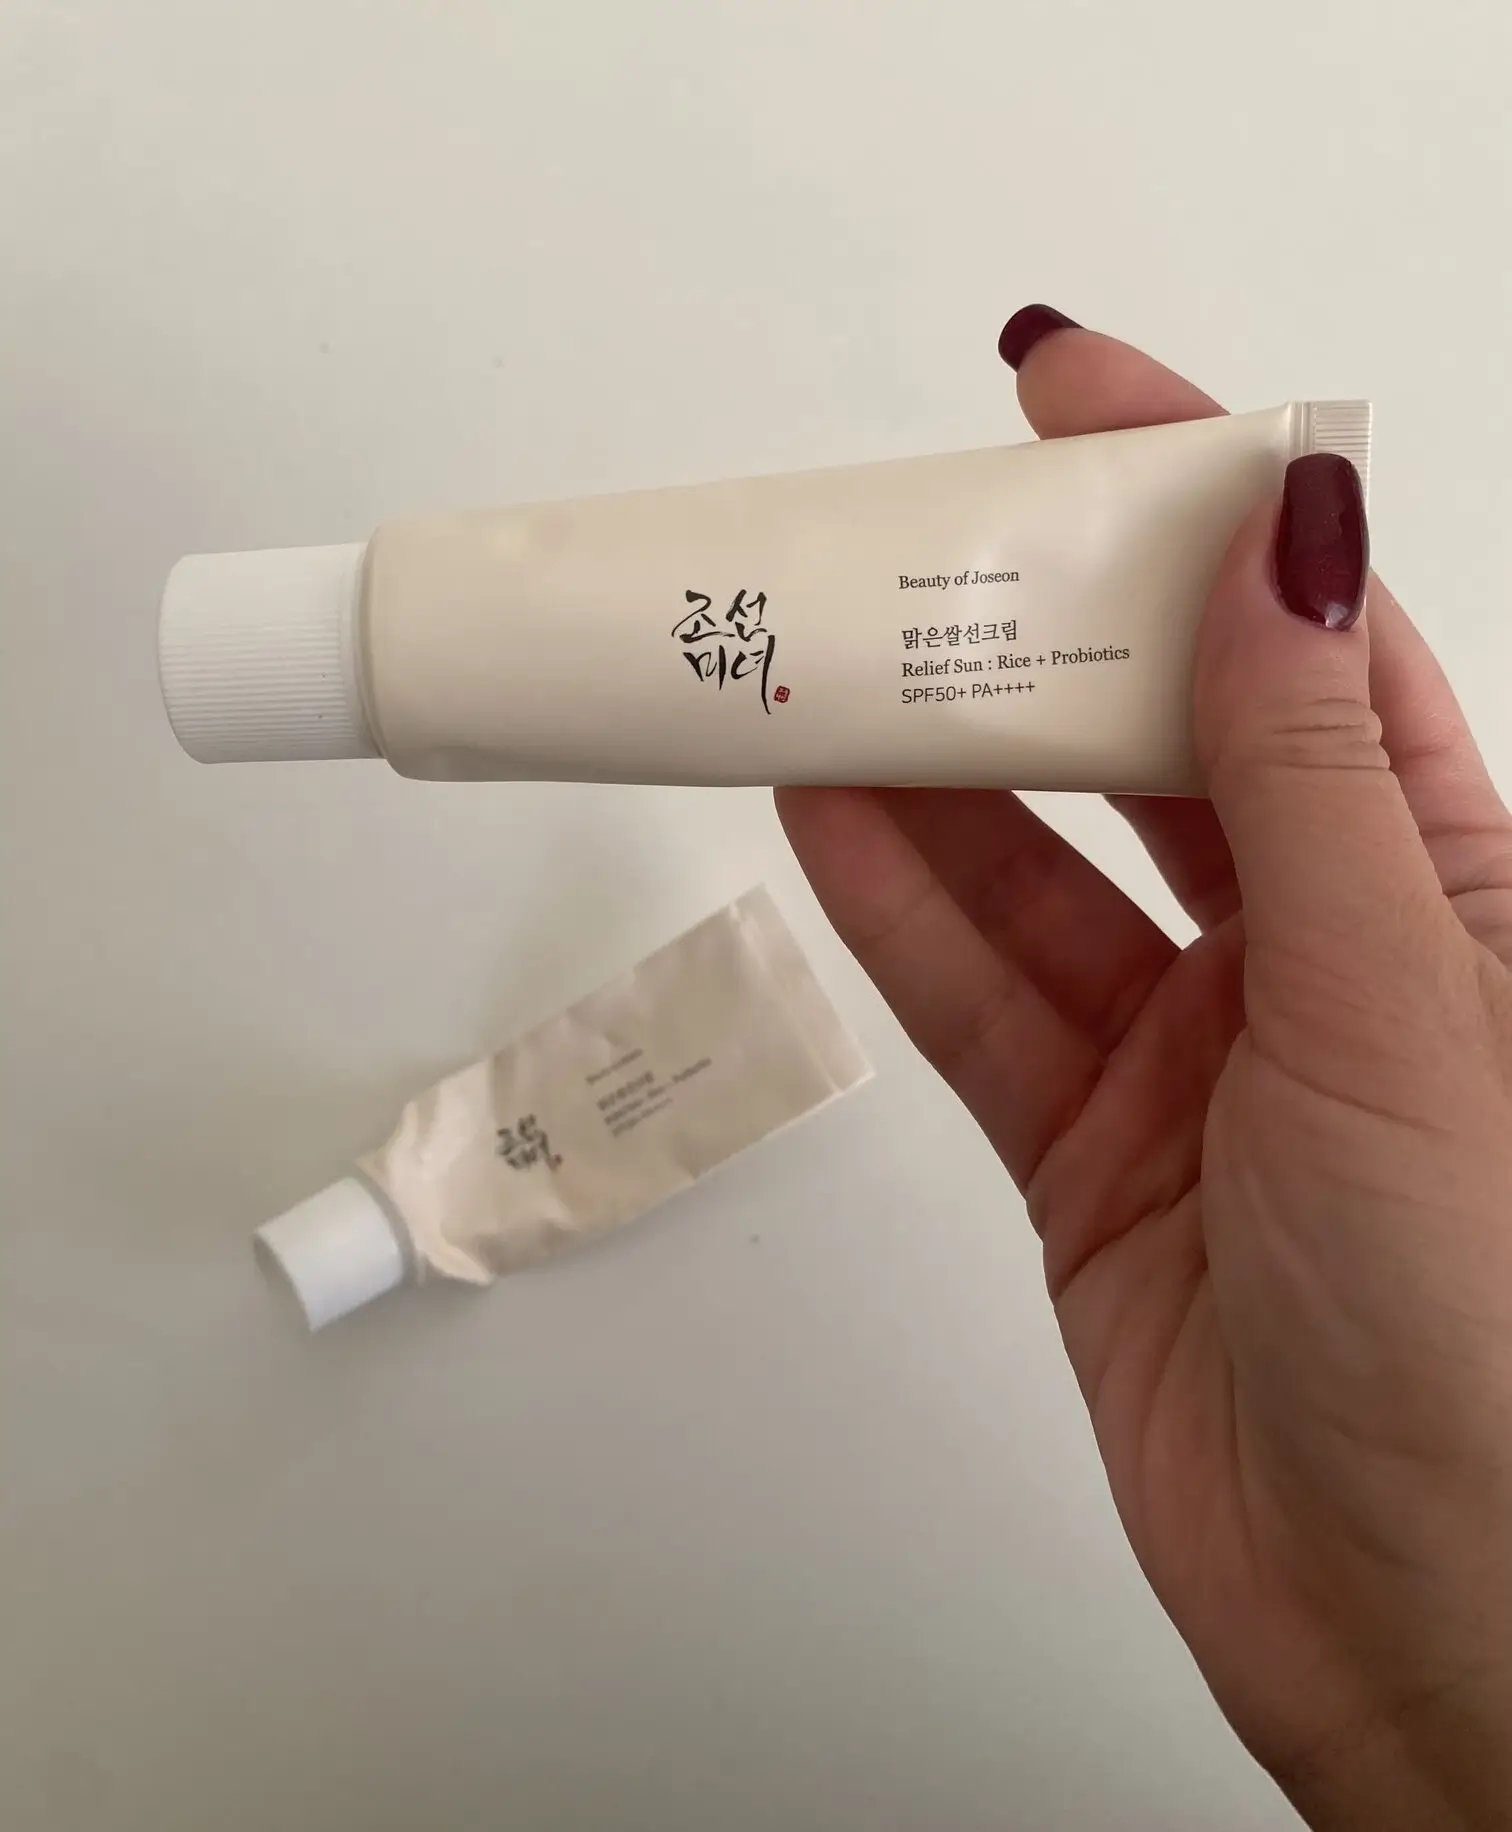 조선
미녀
Beauty of Joseon
맑은쌀선크림
Relief Sun : Rice + Probiotics
SPF50+ PA++++
조선
미녀